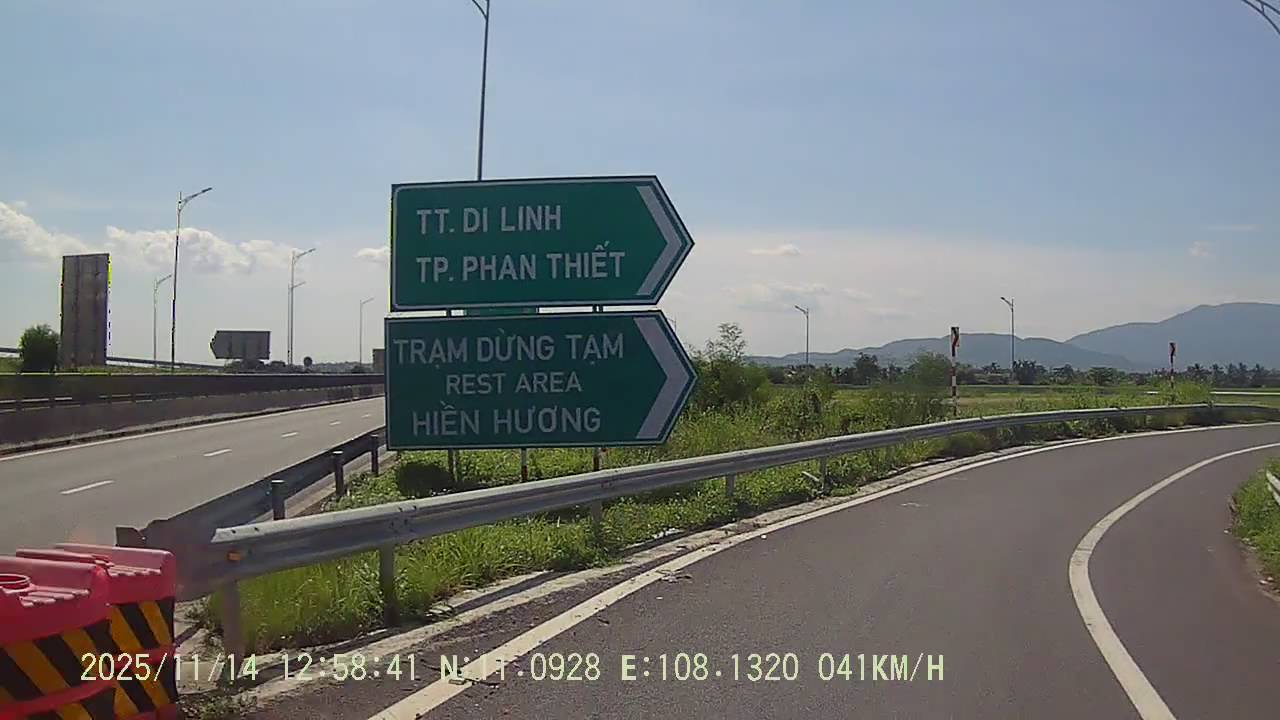 TT. DI LINH
TP. PHAN THIẾT
TRẠM DỪNG TẠM
REST AREA
HIỀN HƯƠNG
2025/11/14 12:58:41 N:11.0928 E:108.1320 041KM/H